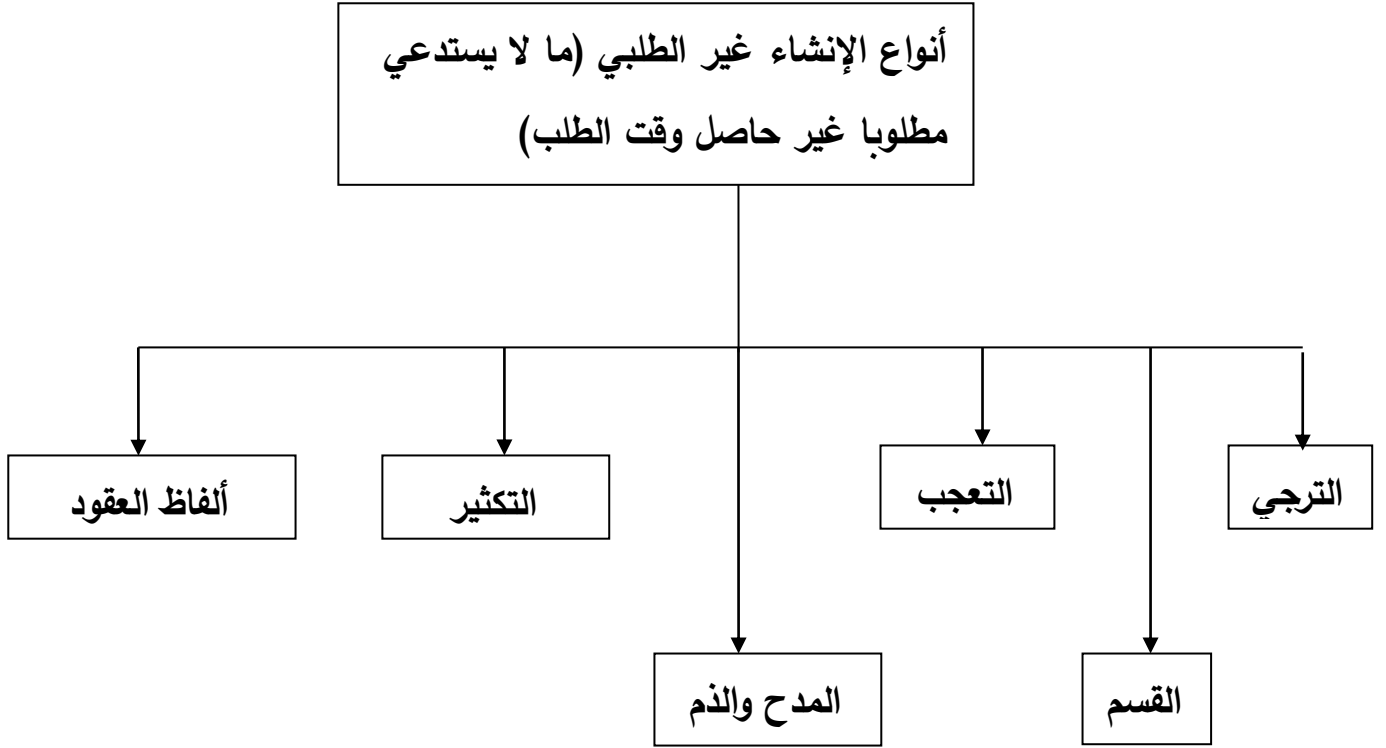 أنواع الإنشاء غير الطلبي (ما لا يستدعي
مطلوبا غير حاصل وقت الطلب)
الترجي
التعجب
التكثير
ألفاظ العقود
القسم
المدح والذم